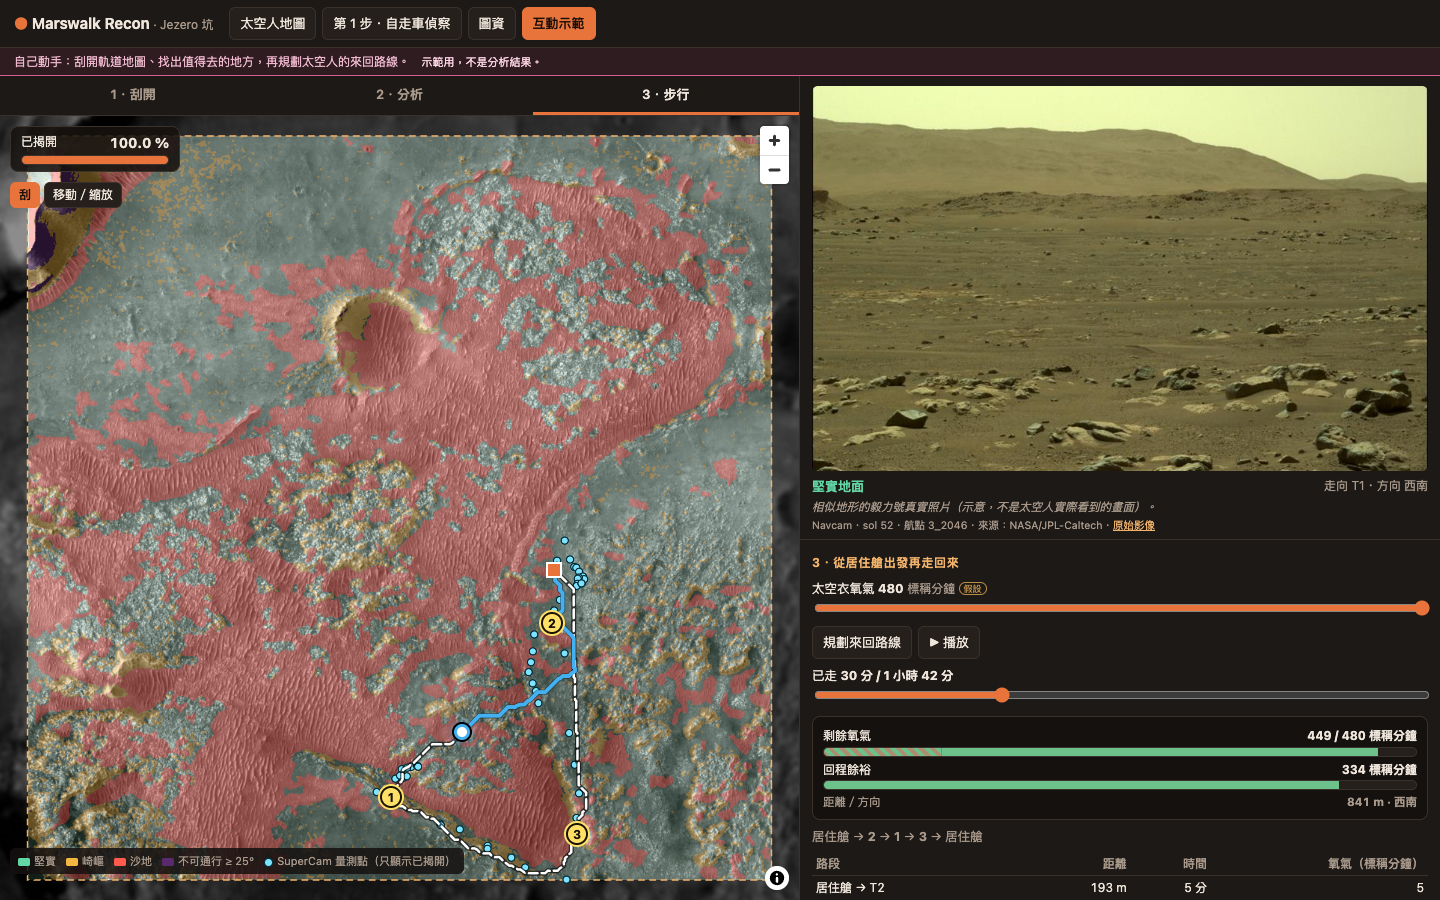 Marswalk Recon · Jezero 坑
太空人地圖
第 1 步 · 自走車偵察
圖資
互動示範
自己動手：刮開軌道地圖、找出值得去的地方，再規劃太空人的來回路線。 示範用，不是分析結果。
1 · 刮開
2 · 分析
3 · 步行
已揭開 100.0 %
刮
移動 / 縮放
+
−
2
1
3
堅實
崎嶇
沙地
不可通行 ≥ 25°
SuperCam 量測點（只顯示已揭開）
堅實地面
走向 T1 · 方向 西南
相似地形的毅力號真實照片（示意，不是太空人實際看到的畫面）。
Navcam · sol 52 · 航點 3_2046 · 來源：NASA/JPL-Caltech · 原始影像
3 · 從居住艙出發再走回來
太空衣氧氣 480 標稱分鐘 假設
規劃來回路線
▶ 播放
已走 30 分 / 1 小時 42 分
剩餘氧氣 449 / 480 標稱分鐘
回程餘裕 334 標稱分鐘
距離 / 方向 841 m · 西南
居住艙 → 2 → 1 → 3 → 居住艙
路段 距離 時間 氧氣（標稱分鐘）
居住艙 → T2 193 m 5 分 5